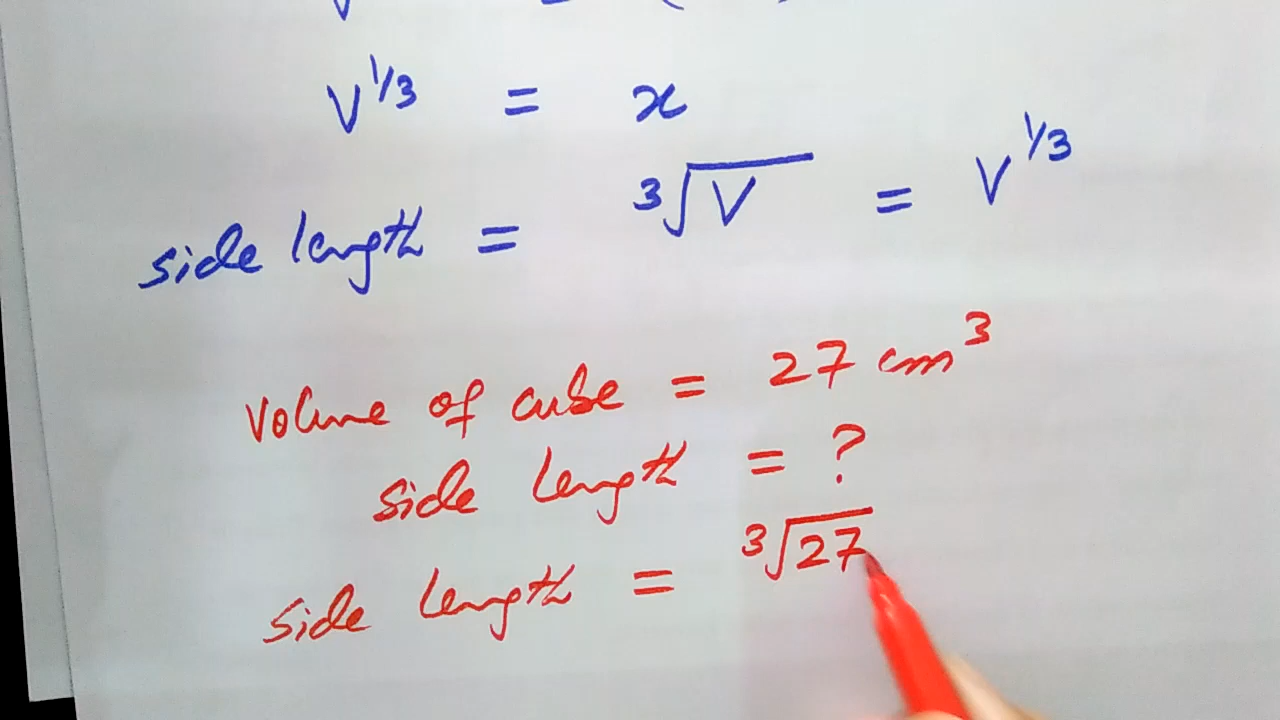 V^1/3 = x
side length = ³√V = V^1/3
Volume of cube = 27 cm³
side length = ?
side length = ³√27